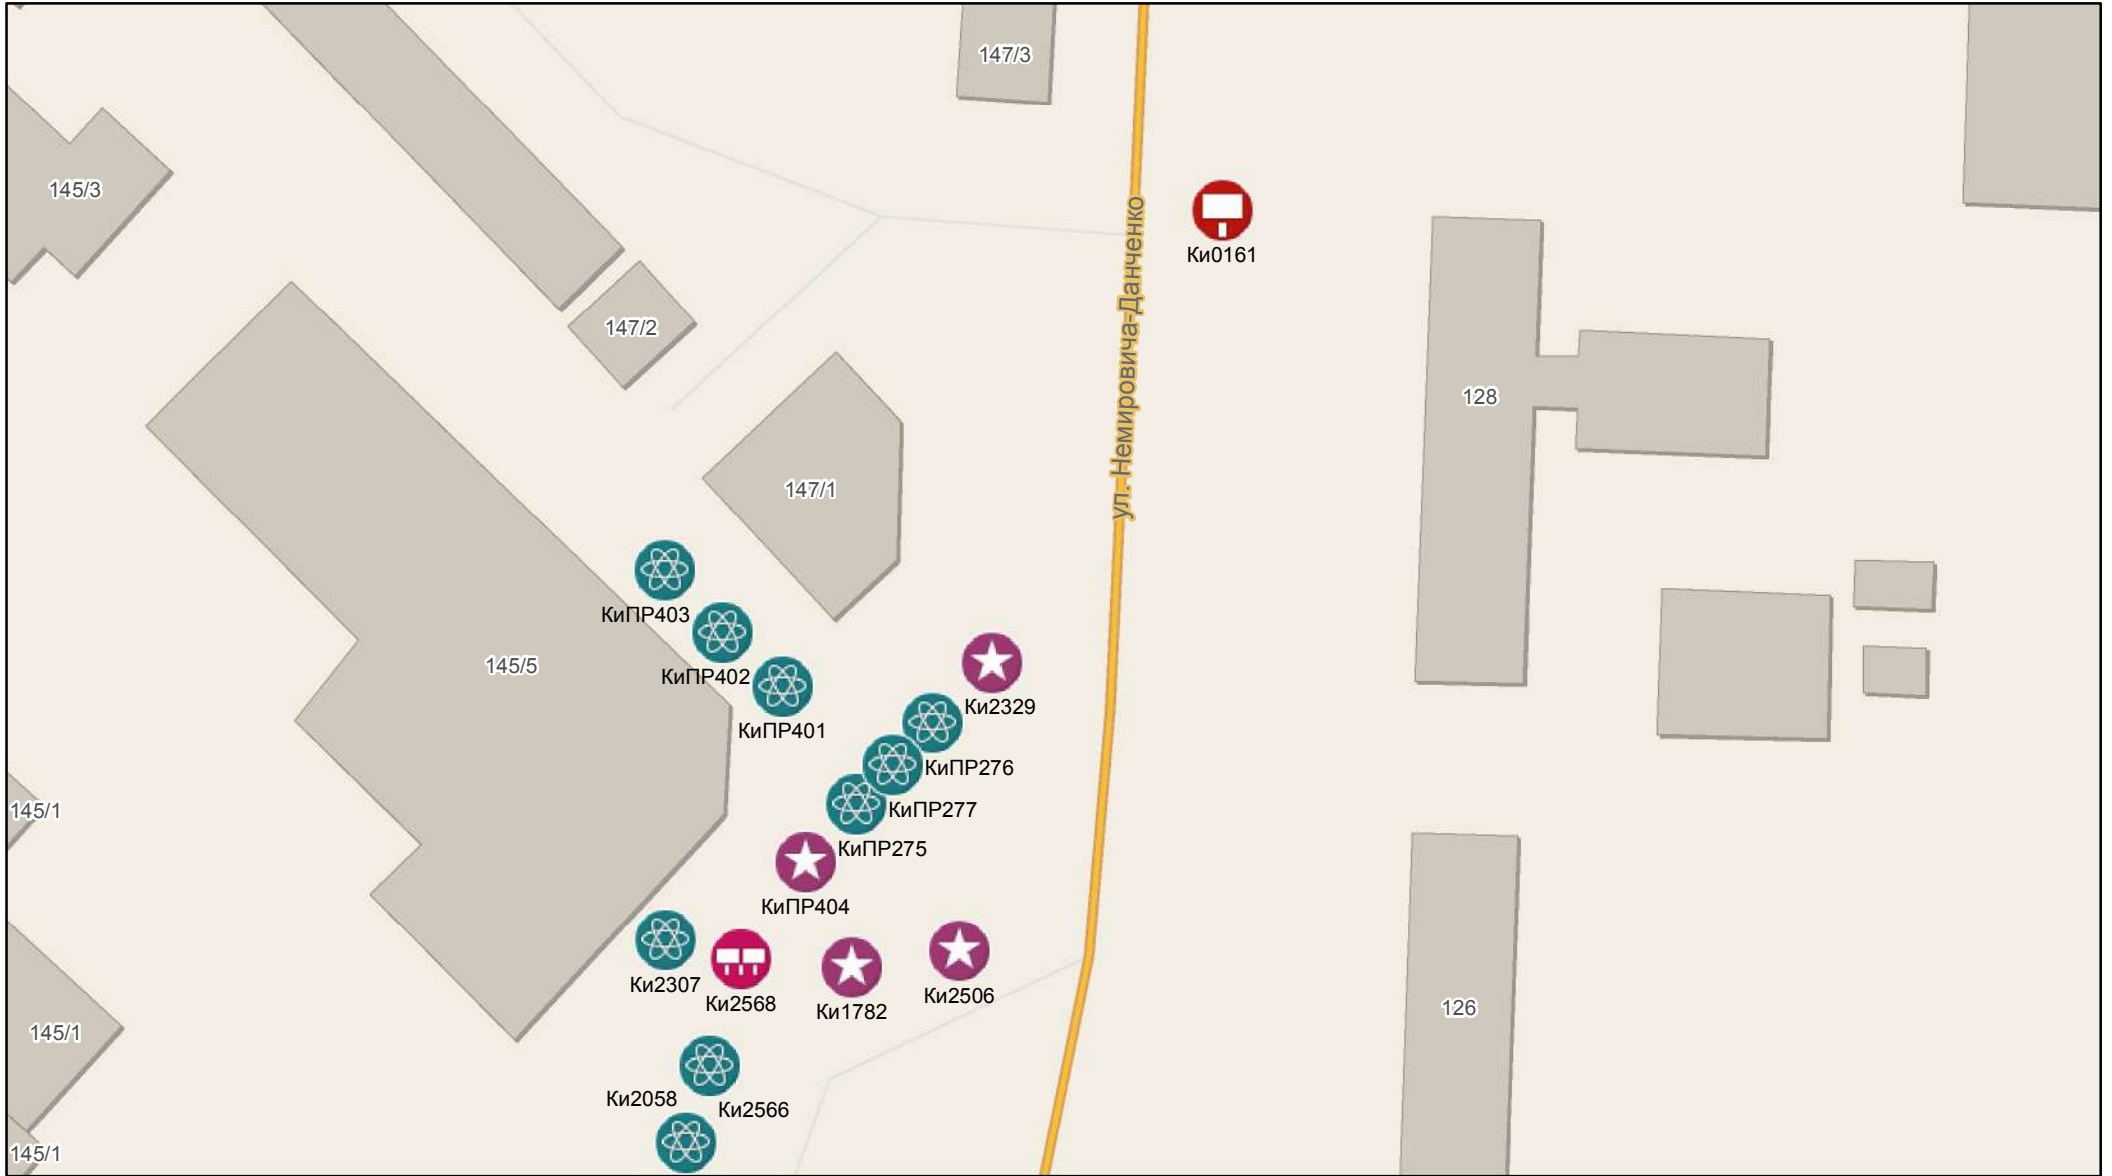 147/3
145/3
ул. Немировича-Данченко
Ки0161
147/2
128
147/1
КиПР403
145/5
КиПР402
Ки2329
КиПР401
КиПР276
145/1
КиПР277
КиПР275
КиПР404
Ки2307
Ки2568
Ки2506
Ки1782
126
145/1
Ки2058
Ки2566
145/1